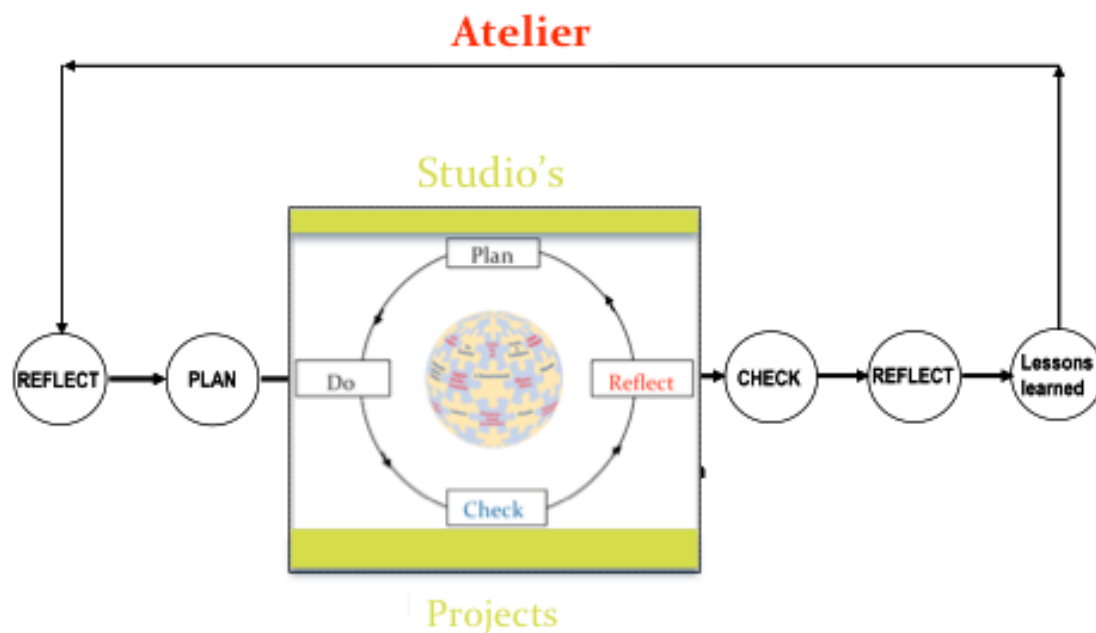 Atelier
Studio's
Plan
REFLECT
PLAN
Do
Reflect
CHECK
REFLECT
Lessons
learned
Check
Projects